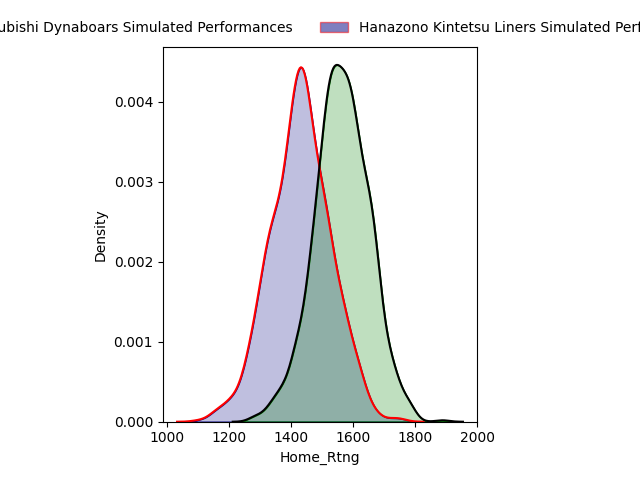 ubishi Dynaboars Simulated Performances Hanazono Kintetsu Liners Simulated Perf
0.004
0.003
0.002
0.001
0.000
Density
1000 1200 1400 1600 1800 2000
Home_Rtng